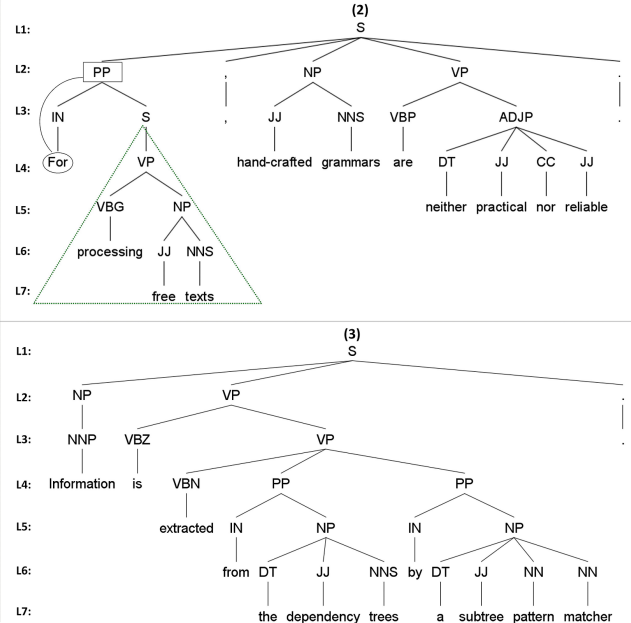 (2)
L1: S
L2: PP , NP VP .
L3: IN S , JJ NNS VBP ADJP .
L4: For VP hand-crafted grammars are DT JJ CC JJ
L5: VBG NP neither practical nor reliable
L6: processing JJ NNS
L7: free texts
(3)
L1: S
L2: NP VP .
L3: NNP VBZ VP .
L4: Information is VBN PP PP
L5: extracted IN NP IN NP
L6: from DT JJ NNS by DT JJ NN NN
L7: the dependency trees a subtree pattern matcher